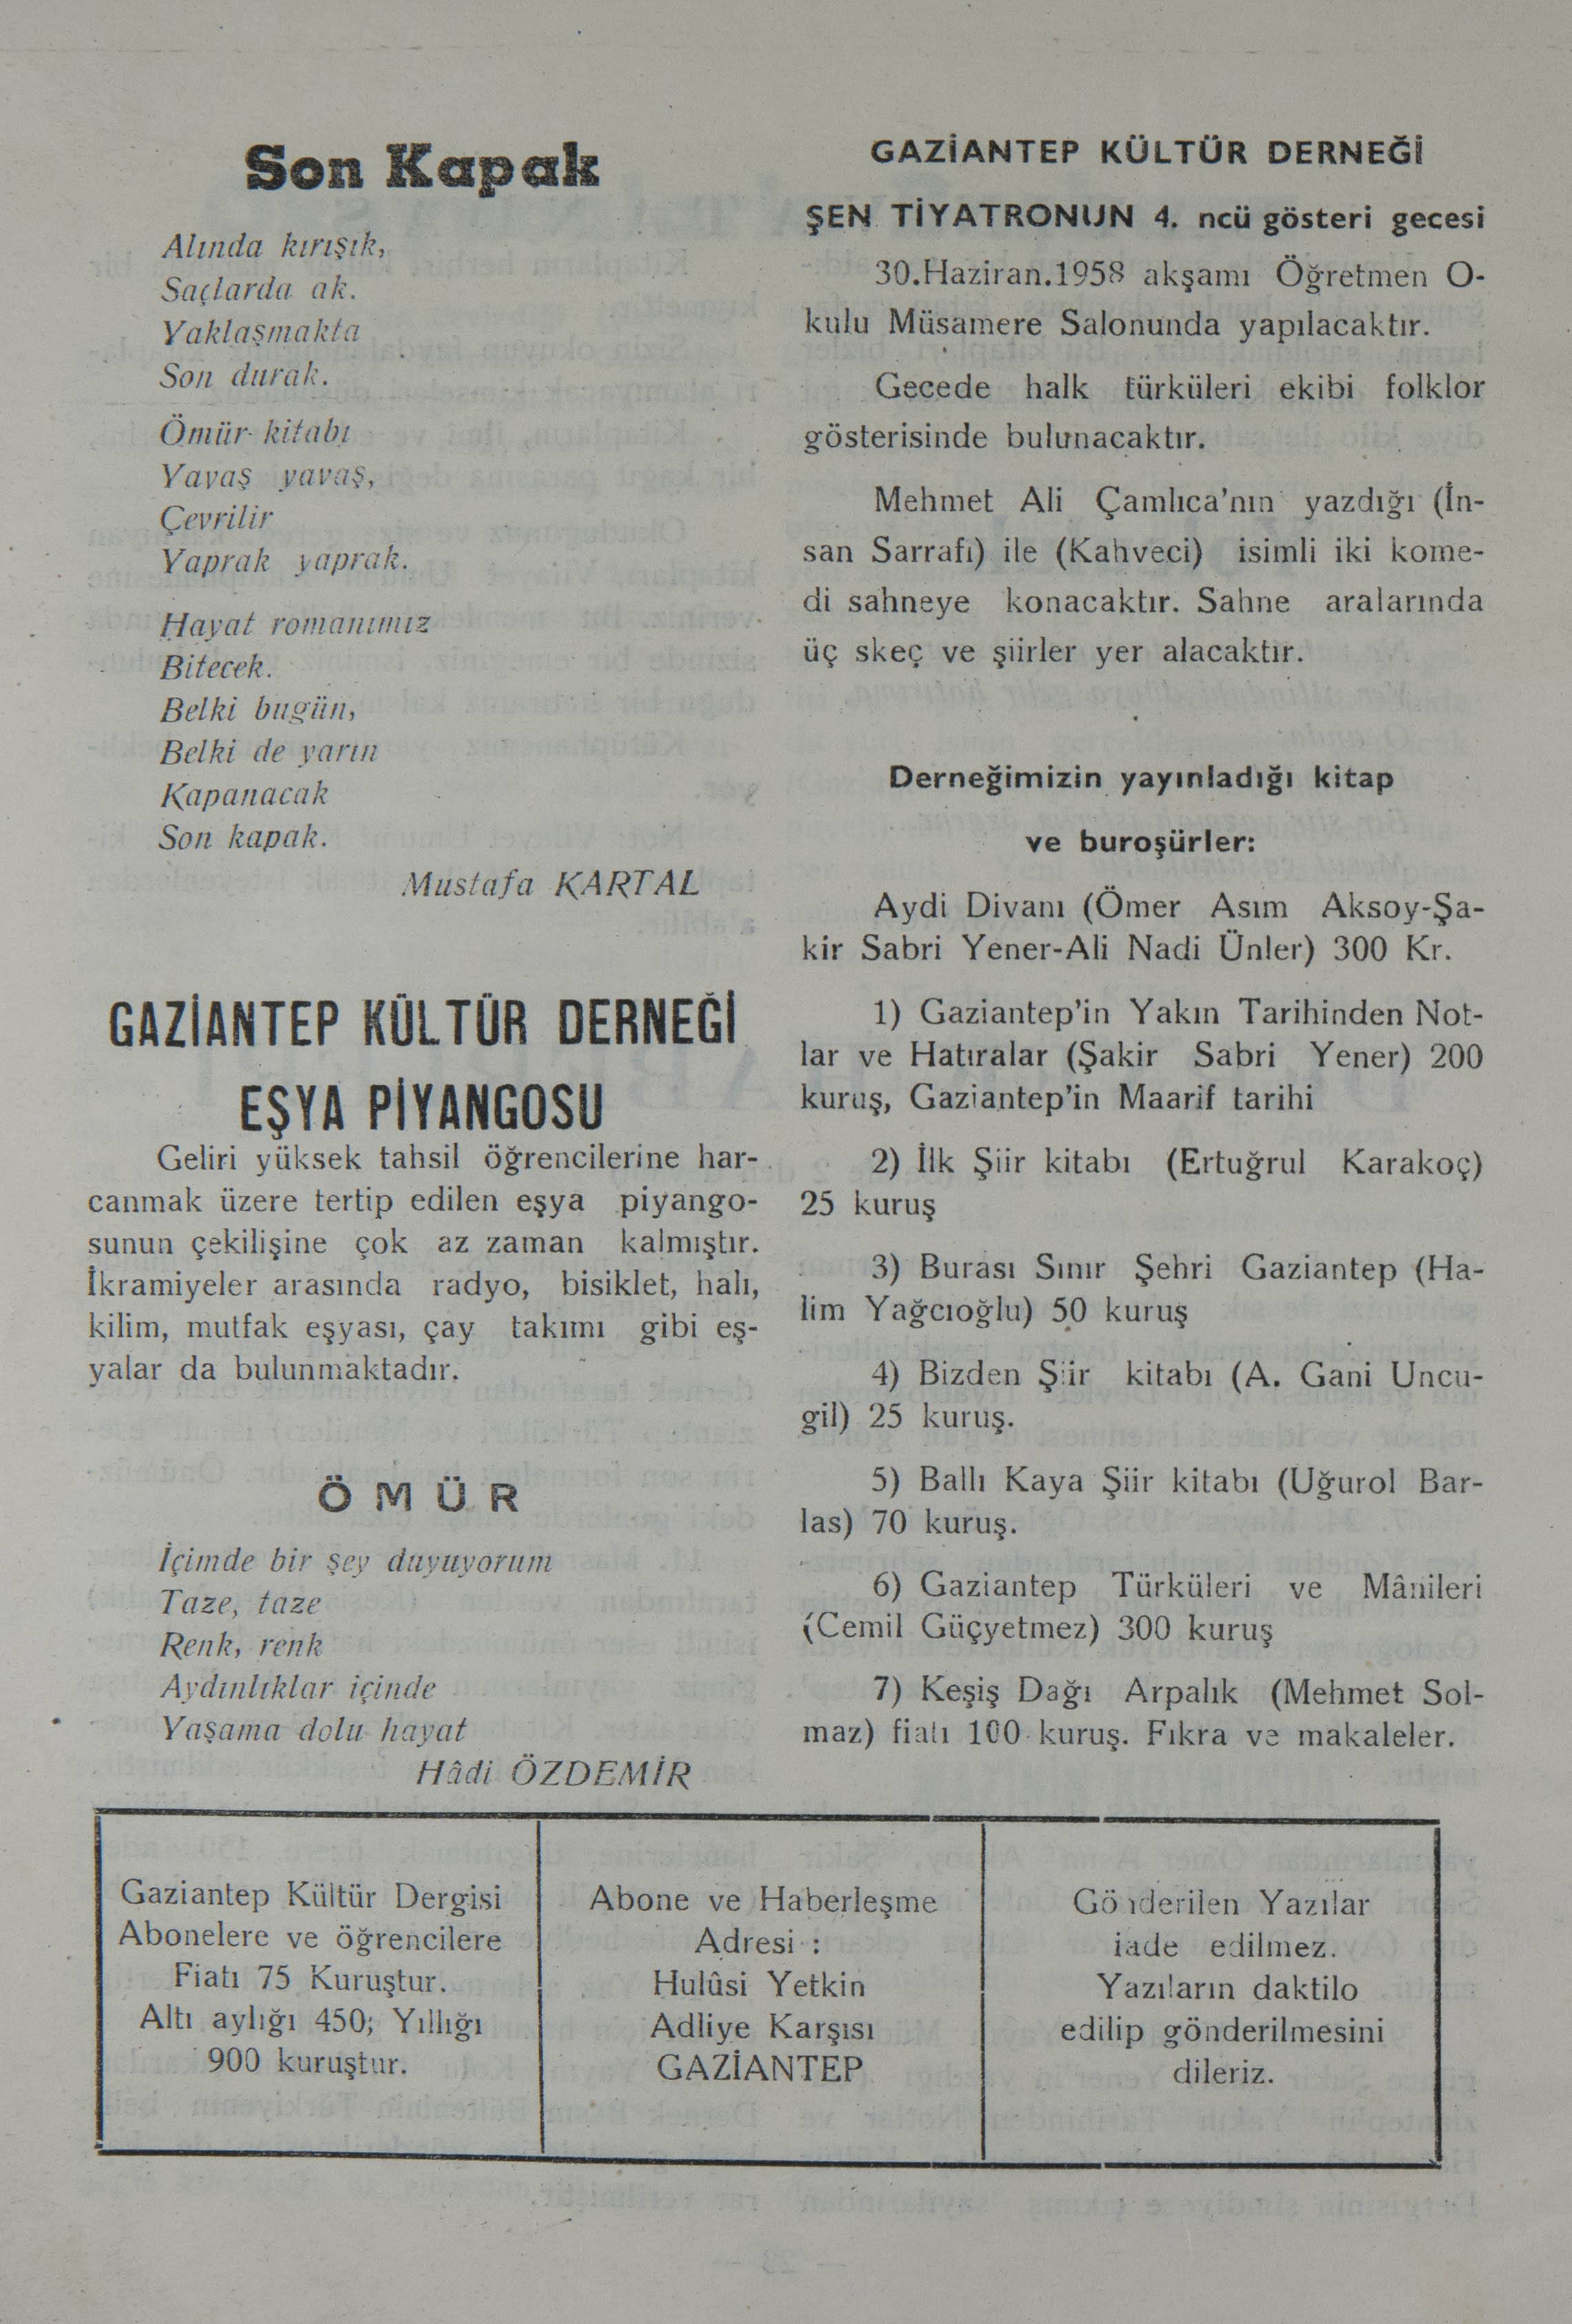 Son Kapak
Alında kırışık,
Saçlarda ak.
Yaklaşmakta
Son durak.
Ömür kitabı
Yavaş yavaş,
Çevrilir
Yaprak yaprak.
Hayat romanımız
Bitecek.
Belki bugün,
Belki de yarın
Kapanacak
Son kapak.
Mustafa KARTAL
GAZİANTEP KÜLTÜR DERNEĞİ
EŞYA PİYANGOSU
Geliri yüksek tahsil öğrencilerine har-
canmak üzere tertip edilen eşya piyango-
sunun çekilişine çok az zaman kalmıştır.
İkramiyeler arasında radyo, bisiklet, halı,
kilim, mutfak eşyası, çay takımı gibi eş-
yalar da bulunmaktadır.
ÖMÜR
İçimde bir şey duyuyorum
Taze, taze
Renk, renk
Aydınlıklar içinde
Yaşama dolu hayat
Hâdi ÖZDEMİR
GAZİANTEP KÜLTÜR DERNEĞİ
ŞEN TİYATRONUN 4. ncü gösteri gecesi
30.Haziran.1958 akşamı Öğretmen O-
kulu Müsamere Salonunda yapılacaktır.
Gecede halk türküleri ekibi folklor
gösterisinde bulunacaktır.
Mehmet Ali Çamlıca'nın yazdığı (İn-
san Sarrafı) ile (Kahveci) isimli iki kome-
di sahneye konacaktır. Sahne aralarında
üç skeç ve şiirler yer alacaktır.
Derneğimizin yayınladığı kitap
ve buroşürler:
Aydi Divanı (Ömer Asım Aksoy-Şa-
kir Sabri Yener-Ali Nadi Ünler) 300 Kr.
1) Gaziantep'in Yakın Tarihinden Not-
lar ve Hatıralar (Şakir Sabri Yener) 200
kuruş, Gaziantep'in Maarif tarihi
2) İlk Şiir kitabı (Ertuğrul Karakoç)
25 kuruş
3) Burası Sınır Şehri Gaziantep (Ha-
lim Yağcıoğlu) 50 kuruş
4) Bizden Şiir kitabı (A. Gani Uncu-
gil) 25 kuruş.
5) Ballı Kaya Şiir kitabı (Uğurol Bar-
las) 70 kuruş.
6) Gaziantep Türküleri ve Mânileri
(Cemil Güçyetmez) 300 kuruş
7) Keşiş Dağı Arpalık (Mehmet Sol-
maz) fiatı 100 kuruş. Fıkra ve makaleler.
Gaziantep Kültür Dergisi
Abonelere ve öğrencilere
Fiatı 75 Kuruştur.
Altı aylığı 450; Yıllığı
900 kuruştur.
Abone ve Haberleşme
Adresi :
Hulûsi Yetkin
Adliye Karşısı
GAZİANTEP
Gönderilen Yazılar
iade edilmez.
Yazıların daktilo
edilip gönderilmesini
dileriz.